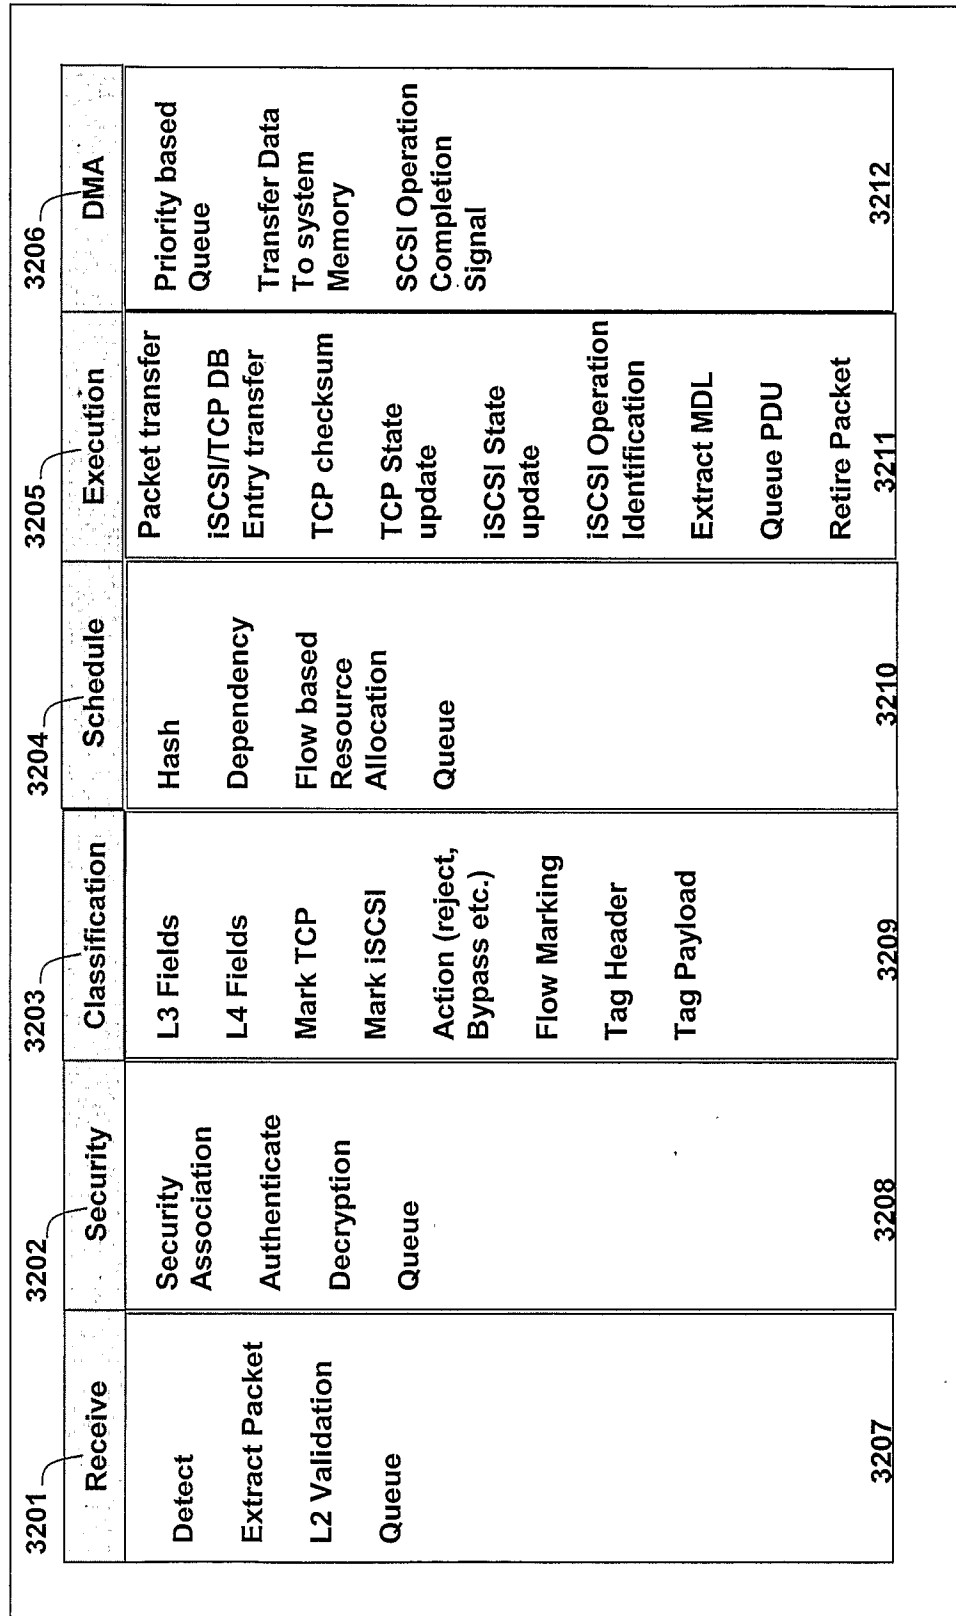 3201
3202
3203
3204
3205
3206
Receive
Security
Classification
Schedule
Execution
DMA
Detect
Extract Packet
L2 Validation
Queue
3207
Security
Association
Authenticate
Decryption
Queue
3208
L3 Fields
L4 Fields
Mark TCP
Mark iSCSI
Action (reject,
Bypass etc.)
Flow Marking
Tag Header
Tag Payload
3209
Hash
Dependency
Flow based
Resource
Allocation
Queue
3210
Packet transfer
iSCSI/TCP DB
Entry transfer
TCP checksum
TCP State
update
iSCSI State
update
iSCSI Operation
Identification
Extract MDL
Queue PDU
Retire Packet
3211
Priority based
Queue
Transfer Data
To system
Memory
SCSI Operation
Completion
Signal
3212